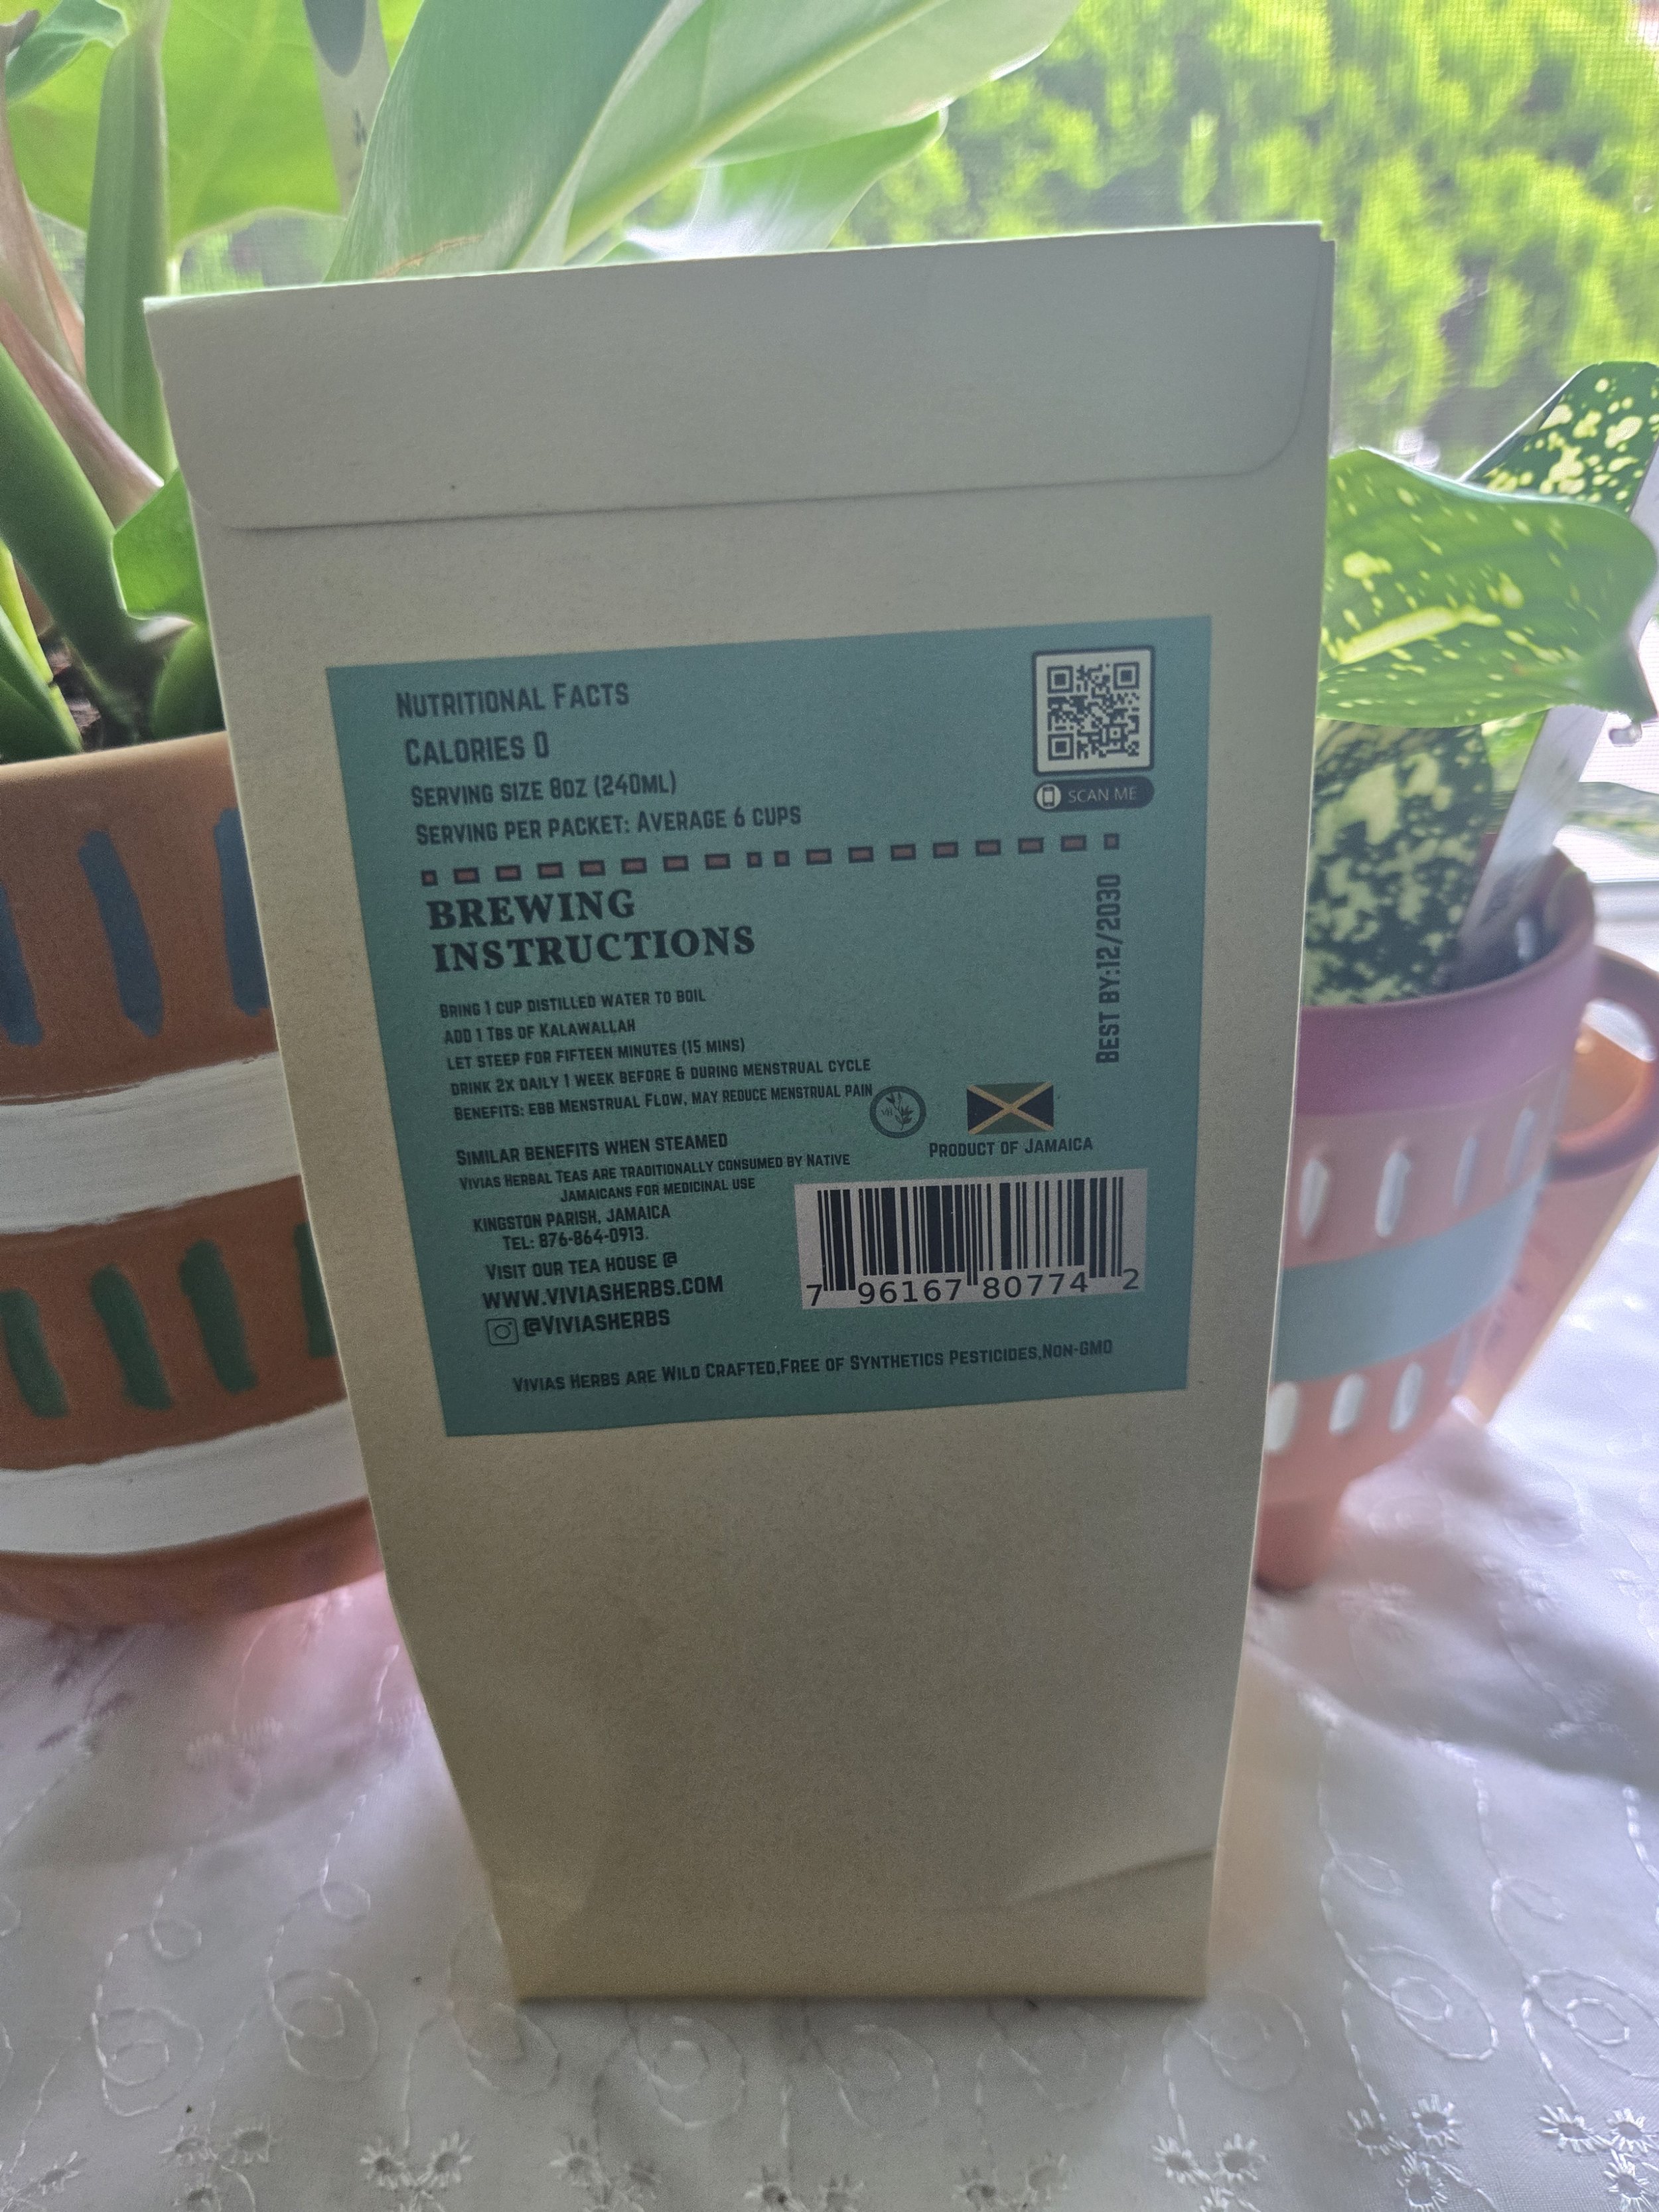 NUTRITIONAL FACTS
CALORIES 0
SERVING SIZE 8OZ (240ML)
SERVING PER PACKET: AVERAGE 6 CUPS
SCAN ME
BREWING
INSTRUCTIONS
BRING 1 CUP DISTILLED WATER TO BOIL
ADD 1 TBS OF KALAWALLAH
LET STEEP FOR FIFTEEN MINUTES (15 MINS)
DRINK 2X DAILY 1 WEEK BEFORE & DURING MENSTRUAL CYCLE
BENEFITS: EBB MENSTRUAL FLOW, MAY REDUCE MENSTRUAL PAIN
BEST BY:12/2030
PRODUCT OF JAMAICA
SIMILAR BENEFITS WHEN STEAMED
VIVIAS HERBAL TEAS ARE TRADITIONALLY CONSUMED BY NATIVE
JAMAICANS FOR MEDICINAL USE
KINGSTON PARISH, JAMAICA
TEL: 876-864-0913.
VISIT OUR TEA HOUSE @
WWW.VIVIASHERBS.COM
@VIVIASHERBS
7 96167 80774 2
VIVIAS HERBS ARE WILD CRAFTED,FREE OF SYNTHETICS PESTICIDES,NON-GMO